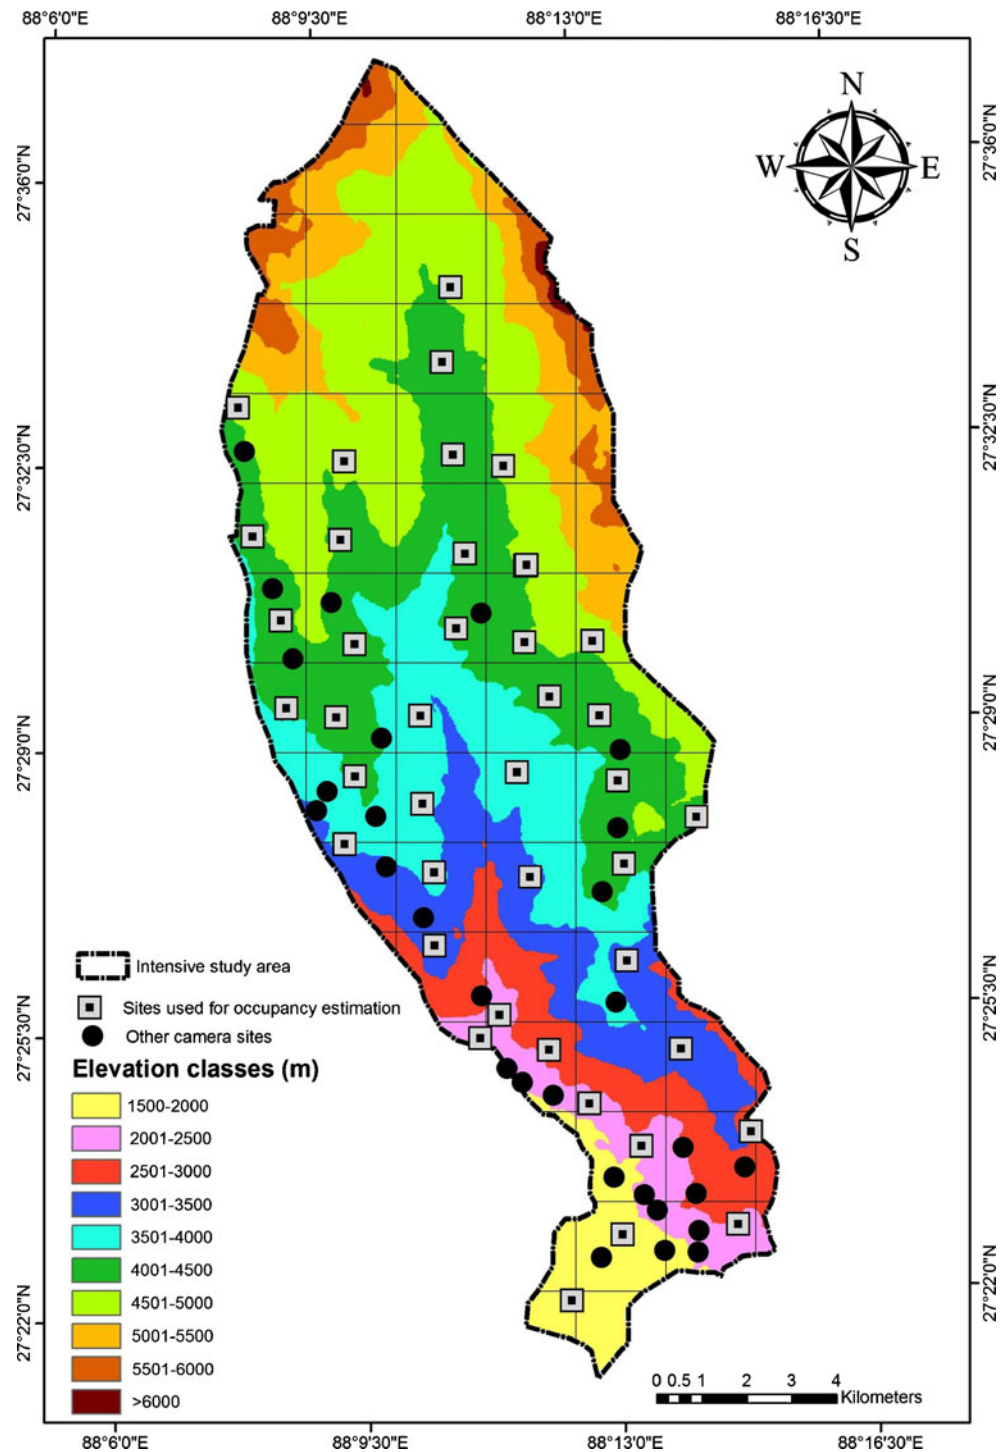 88°6'0"E 88°9'30"E 88°13'0"E 88°16'30"E
N
W E
S
27°36'0"N
27°32'30"N
27°29'0"N
27°25'30"N
27°22'0"N
27°36'0"N
27°32'30"N
27°29'0"N
27°25'30"N
27°22'0"N
Intensive study area
Sites used for occupancy estimation
Other camera sites
Elevation classes (m)
1500-2000
2001-2500
2501-3000
3001-3500
3501-4000
4001-4500
4501-5000
5001-5500
5501-6000
>6000
0 0.5 1 2 3 4
Kilometers
88°6'0"E 88°9'30"E 88°13'0"E 88°16'30"E